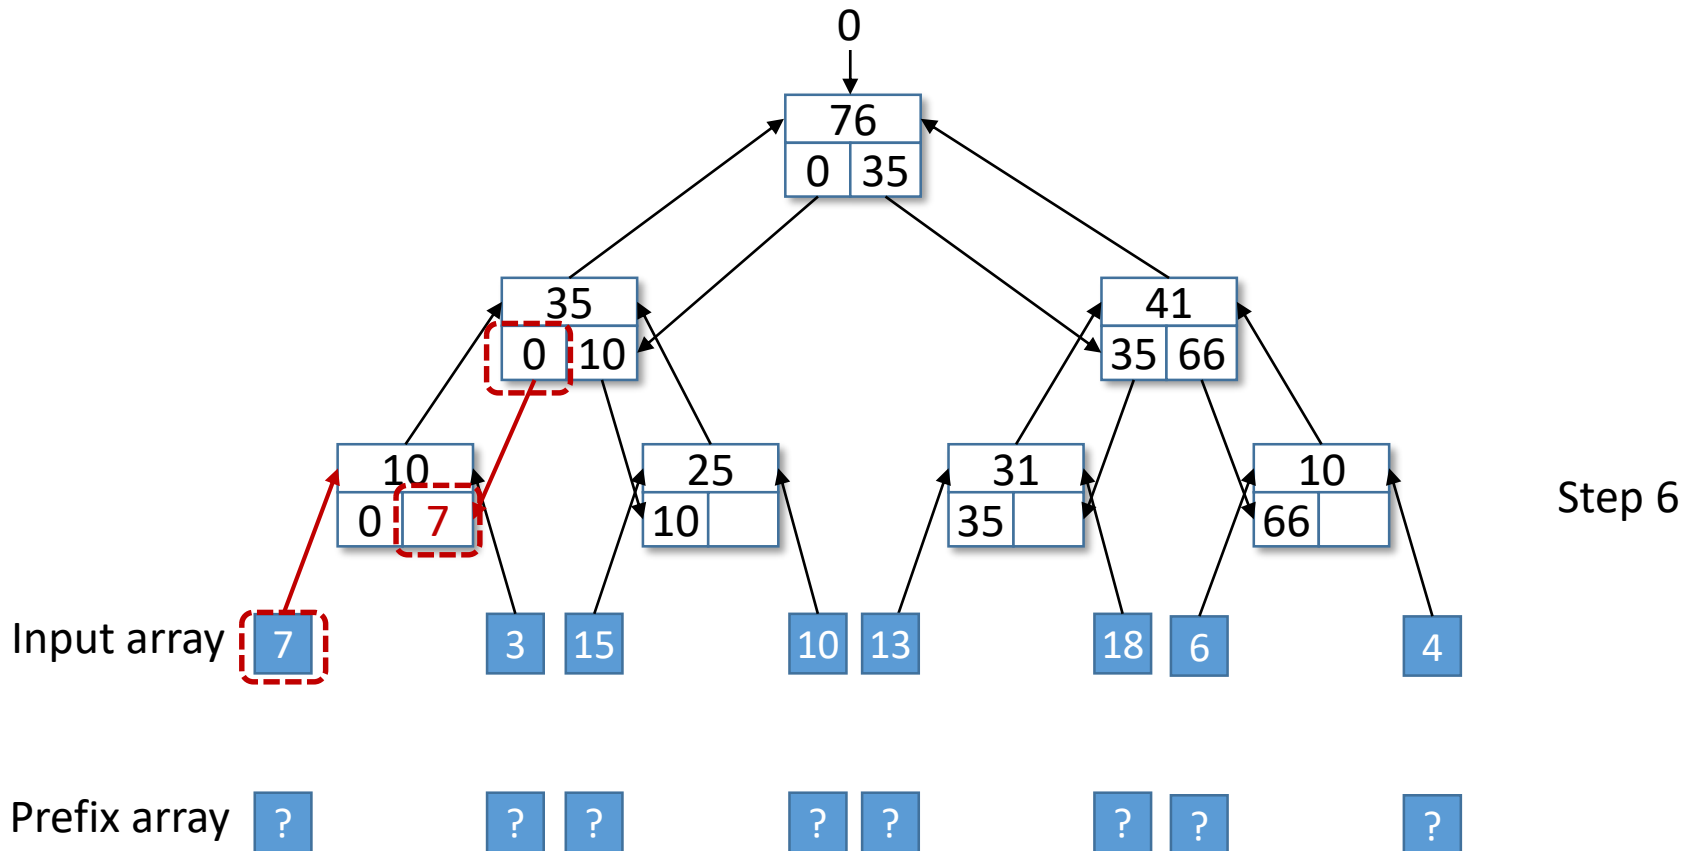 0
76
0 35
35 41
0 10 35 66
10 25 31 10
0 7 10 35 66
Step 6
Input array 7 3 15 10 13 18 6 4
Prefix array ? ? ? ? ? ? ? ?